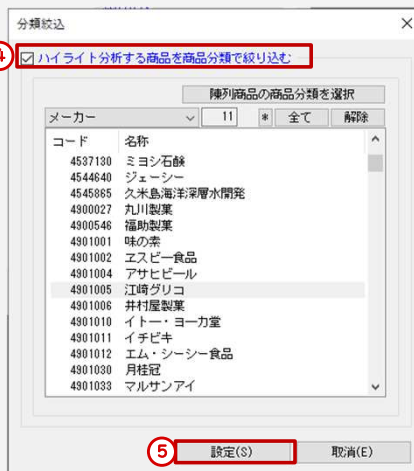 分類絞込
④ ハイライト分析する商品を商品分類で絞り込む
陳列商品の商品分類を選択
メーカー 11 * 全て 解除
コード 名称
4537130 ミヨシ石鹸
4544640 ジェーシー
4545865 久米島海洋深層水開発
4900027 丸川製菓
4900546 福助製菓
4901001 味の素
4901002 ヱスビー食品
4901004 アサヒビール
4901005 江崎グリコ
4901006 井村屋製菓
4901010 イトー・ヨーカ堂
4901011 イチビキ
4901012 エム・シーシー食品
4901030 月桂冠
4901033 マルサンアイ
⑤ 設定(S) 取消(E)